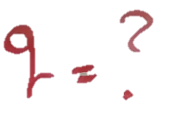 q = ?